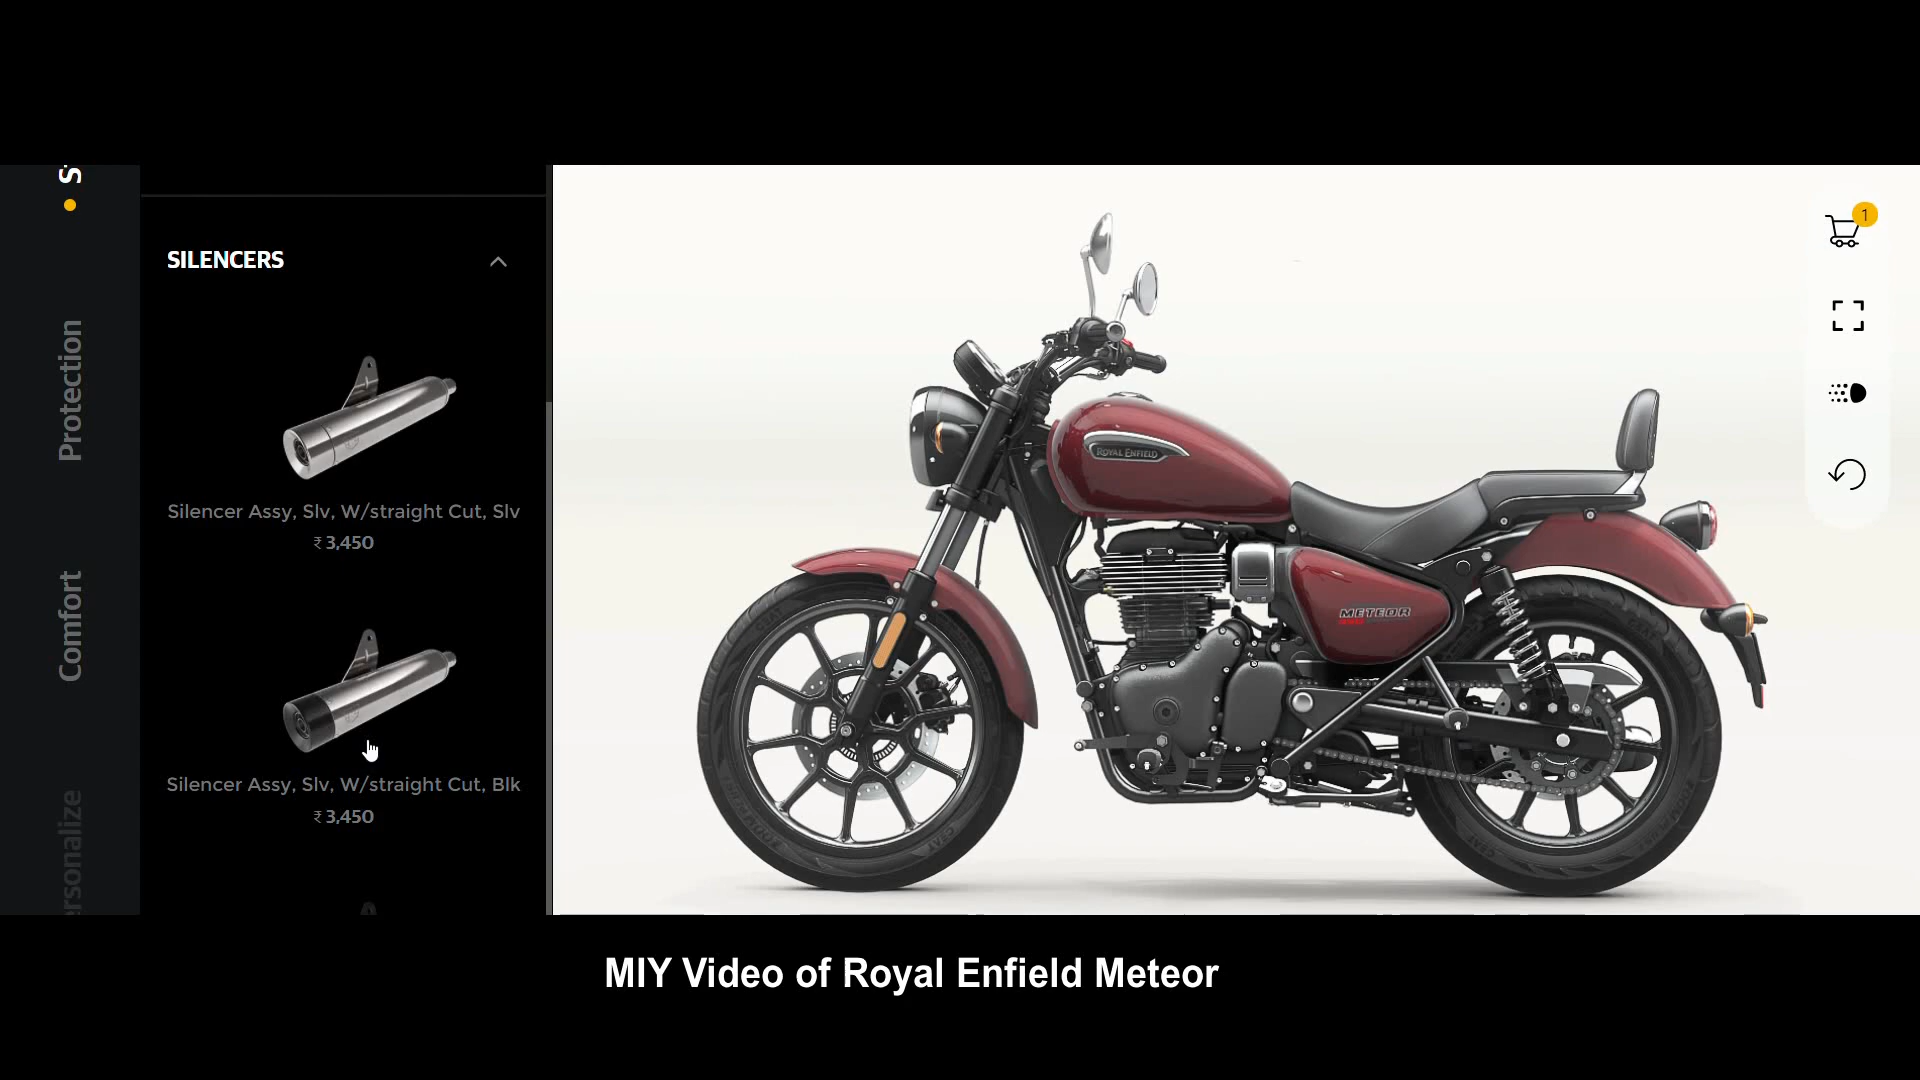 S
Protection
Comfort
ersonalize
SILENCERS
Silencer Assy, Slv, W/straight Cut, Slv
₹ 3,450
Silencer Assy, Slv, W/straight Cut, Blk
₹ 3,450
1
ROYAL ENFIELD
METEOR
MIY Video of Royal Enfield Meteor